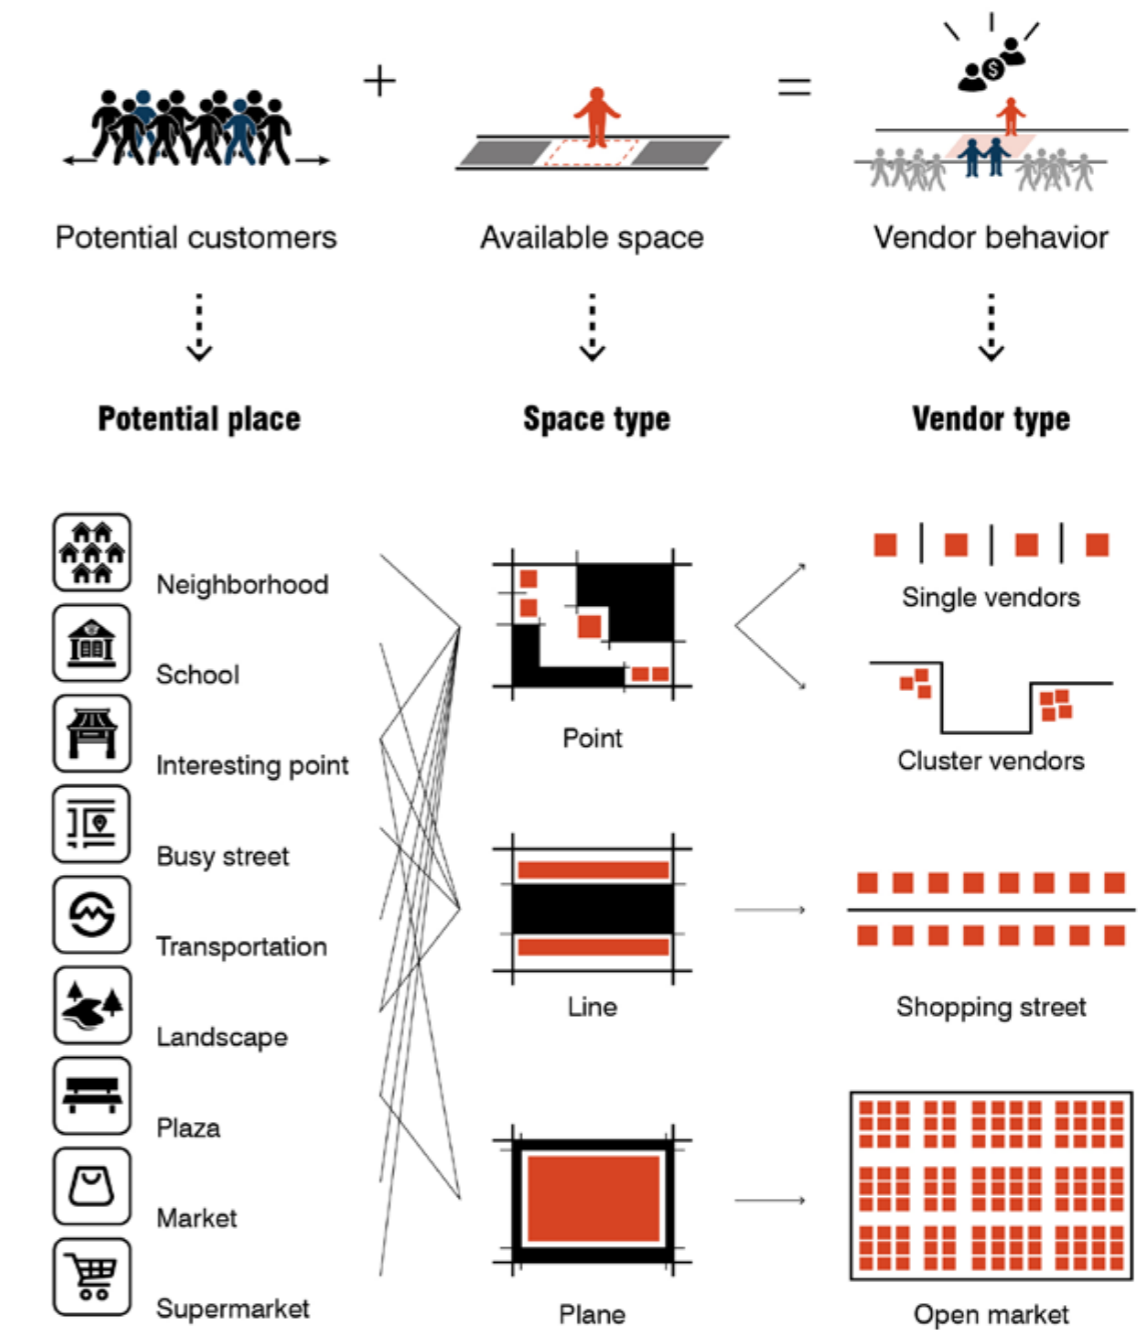 +
=
$
Potential customers
Available space
Vendor behavior
Potential place
Space type
Vendor type
Neighborhood
School
Interesting point
Busy street
Transportation
Landscape
Plaza
Market
Supermarket
Point
Line
Plane
Single vendors
Cluster vendors
Shopping street
Open market